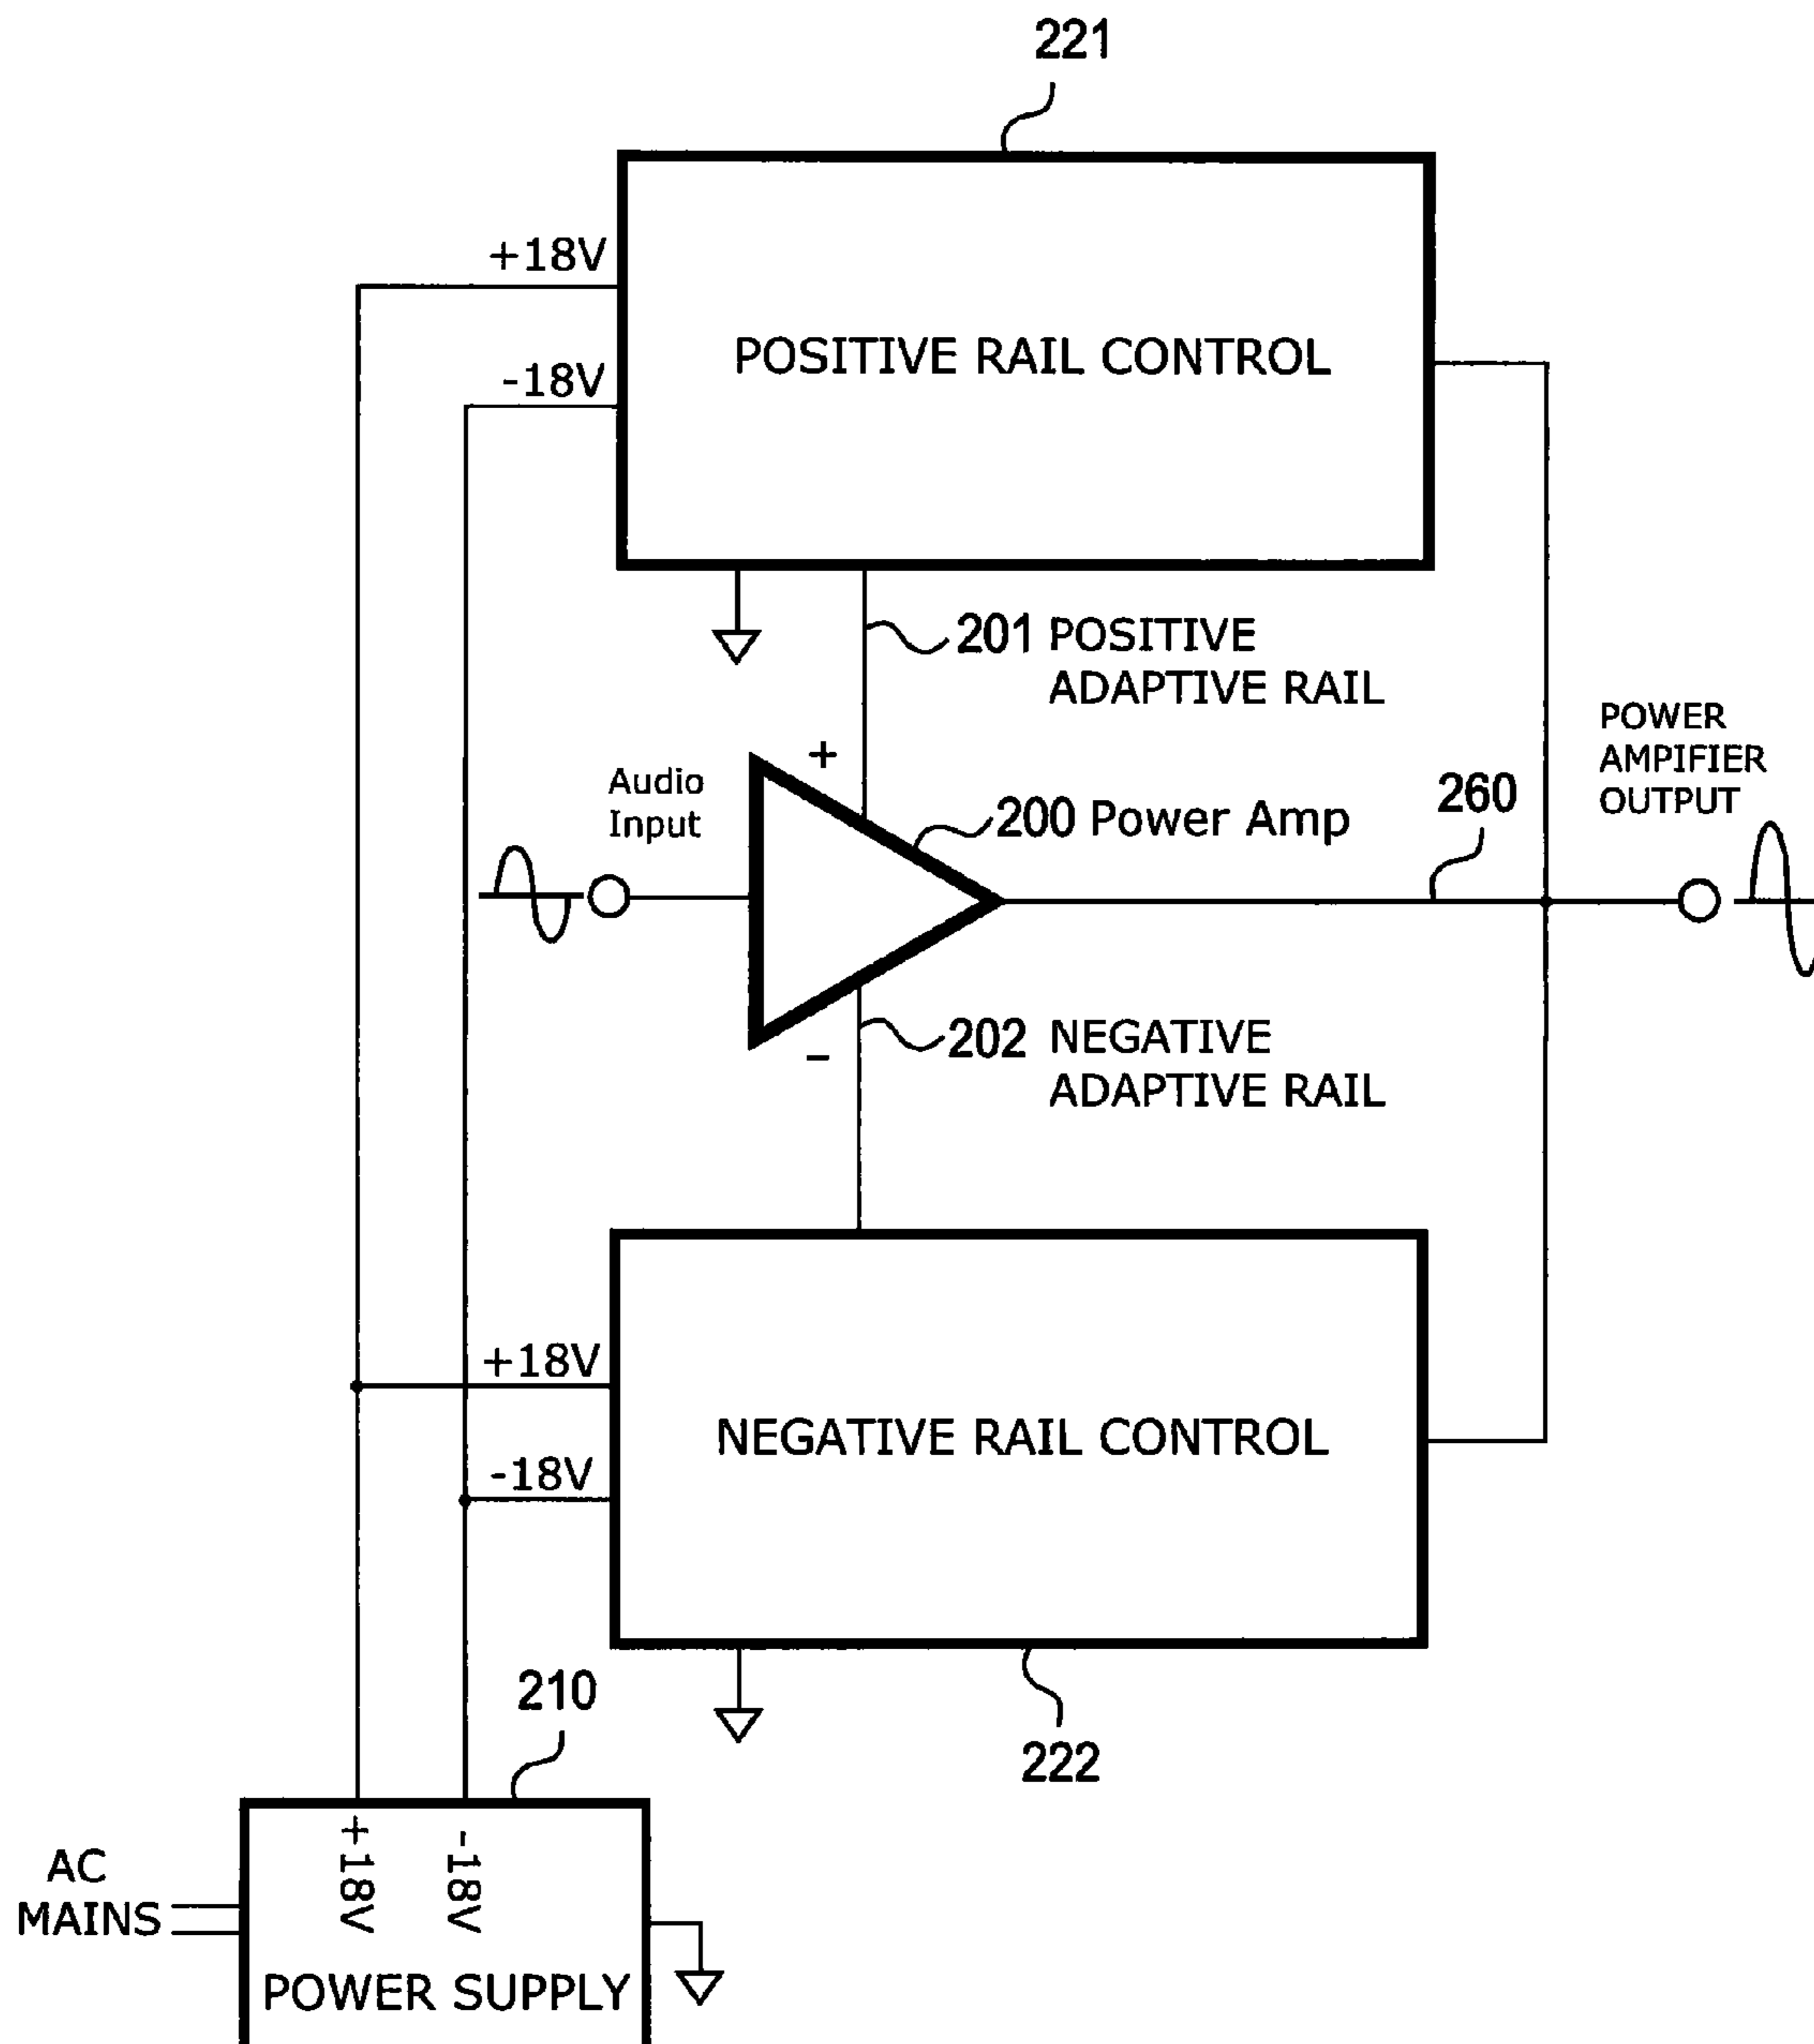 221
+18V
-18V
POSITIVE RAIL CONTROL
201 POSITIVE
ADAPTIVE RAIL
+
Audio
Input
200 Power Amp
260
POWER
AMPIFIER
OUTPUT
202 NEGATIVE
ADAPTIVE RAIL
-
+18V
-18V
NEGATIVE RAIL CONTROL
210
222
+18V
-18V
AC
MAINS
POWER SUPPLY